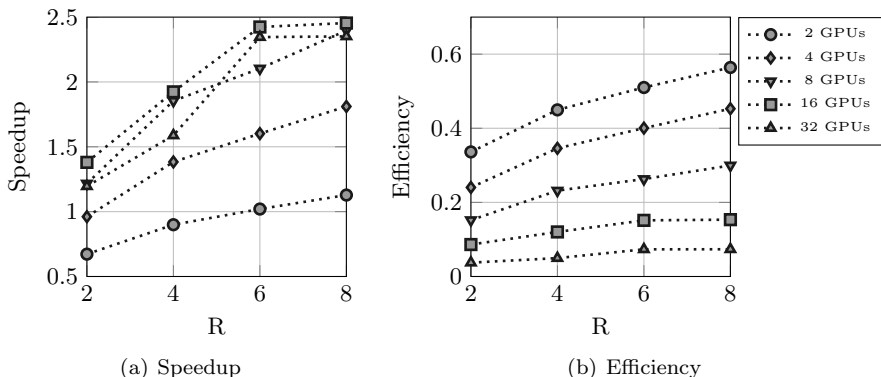 2.5
2
1.5
1
0.5
2
4
6
8
Speedup
R
(a) Speedup
0.6
0.4
0.2
0
2
4
6
8
Efficiency
R
(b) Efficiency
2 GPUs
4 GPUs
8 GPUs
16 GPUs
32 GPUs